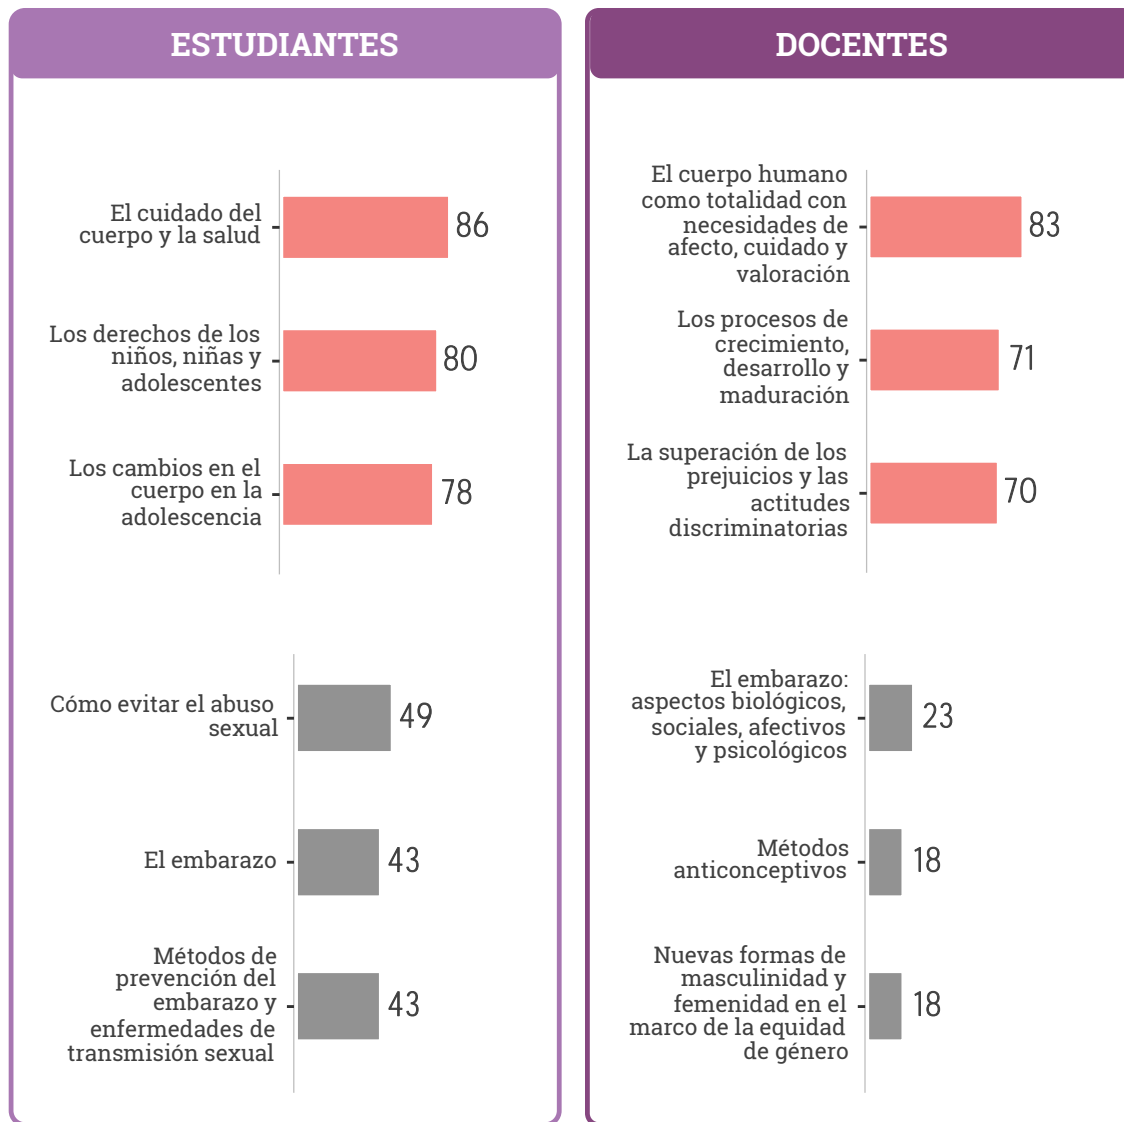 ESTUDIANTES
El cuidado del
cuerpo y la salud
86
Los derechos de los
niños, niñas y
adolescentes
80
Los cambios en el
cuerpo en la
adolescencia
78
Cómo evitar el abuso
sexual
49
El embarazo
43
Métodos de
prevención del
embarazo y
enfermedades de
transmisión sexual
43
DOCENTES
El cuerpo humano
como totalidad con
necesidades de
afecto, cuidado y
valoración
83
Los procesos de
crecimiento,
desarrollo y
maduración
71
La superación de los
prejuicios y las
actitudes
discriminatorias
70
El embarazo:
aspectos biológicos,
sociales, afectivos
y psicológicos
23
Métodos
anticonceptivos
18
Nuevas formas de
masculinidad y
femenidad en el
marco de la equidad
de género
18